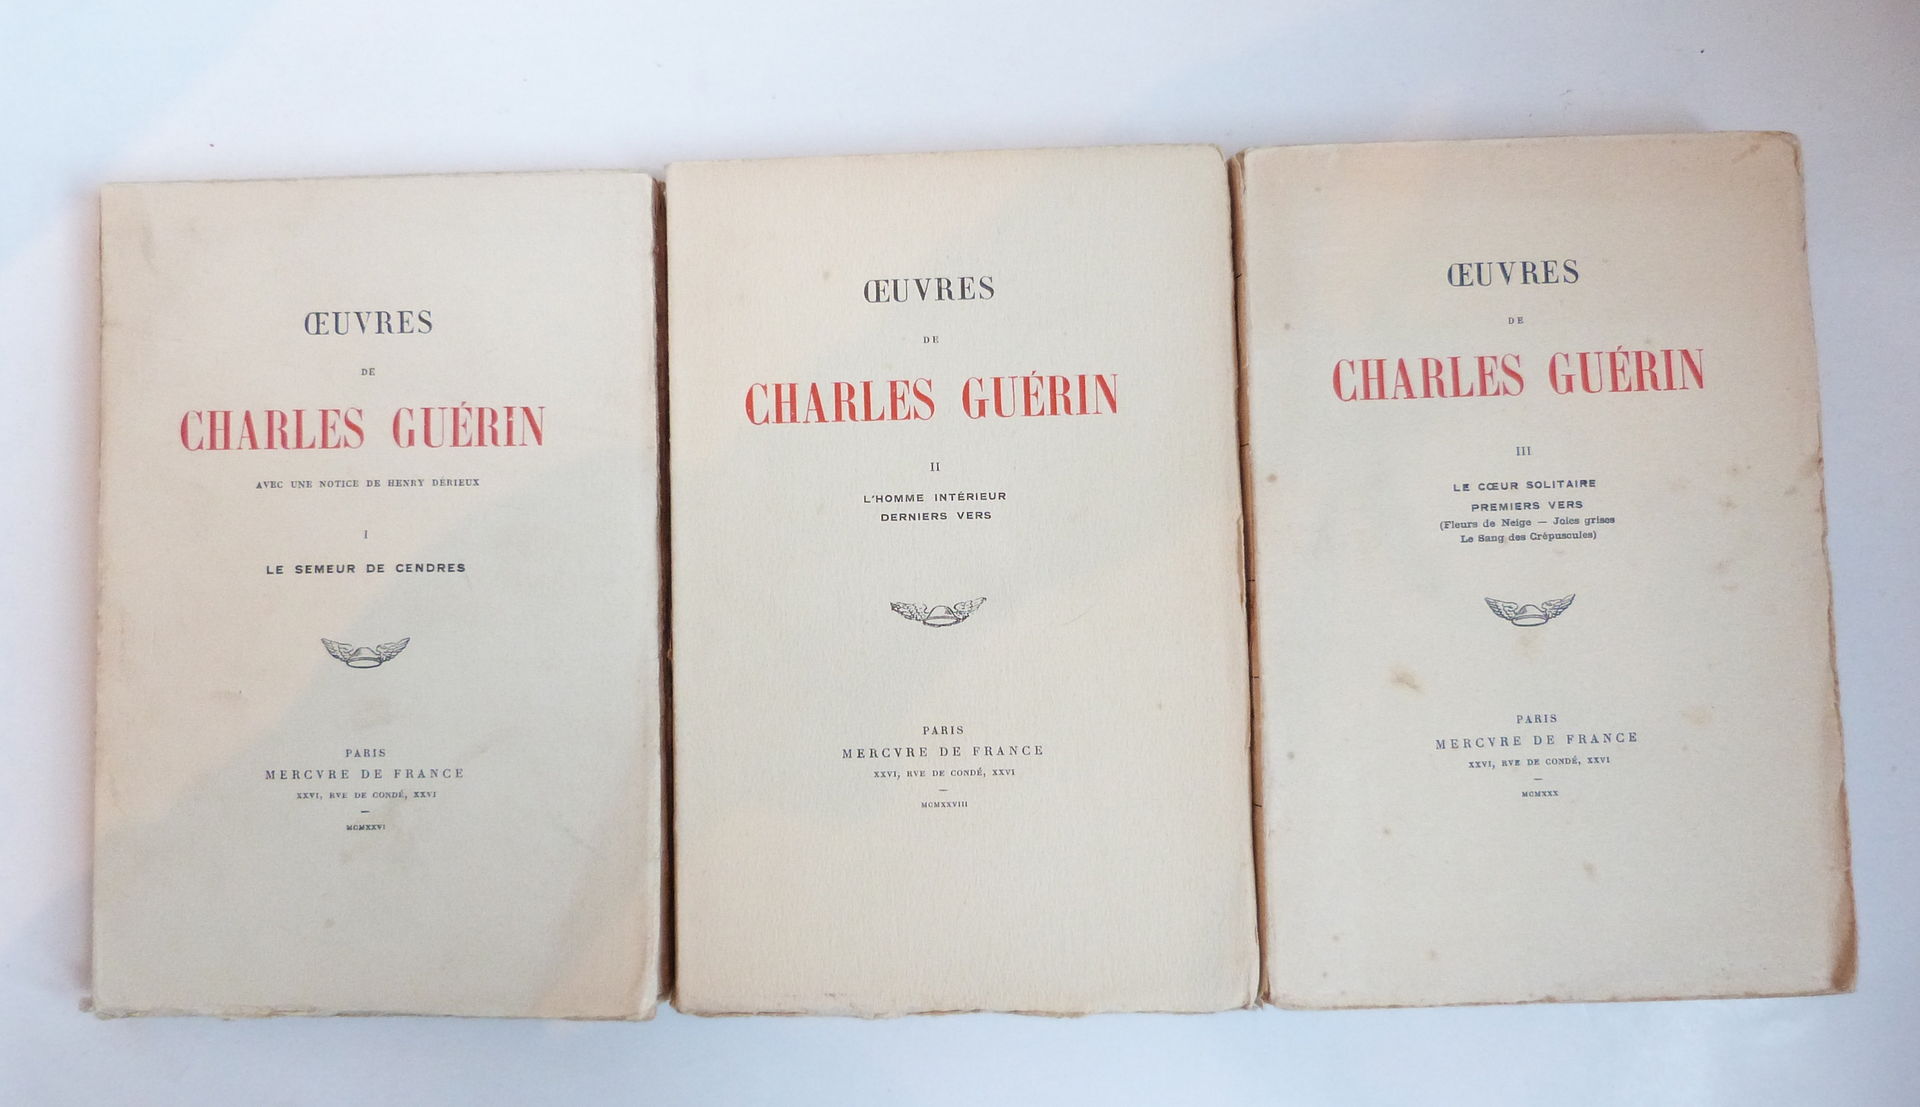 ŒUVRES
DE
CHARLES GUÉRIN
AVEC UNE NOTICE DE HENRY DÉRIEUX
I
LE SEMEUR DE CENDRES
PARIS
MERCVRE DE FRANCE
XXVI, RVE DE CONDÉ, XXVI
MCMXXVI
ŒUVRES
DE
CHARLES GUÉRIN
II
L'HOMME INTÉRIEUR
DERNIERS VERS
PARIS
MERCVRE DE FRANCE
XXVI, RVE DE CONDÉ, XXVI
MCMXXVIII
ŒUVRES
DE
CHARLES GUÉRIN
III
LE CŒUR SOLITAIRE
PREMIERS VERS
(Fleurs de Neige — Joies grises
Le Sang des Crépuscules)
PARIS
MERCVRE DE FRANCE
XXVI, RVE DE CONDÉ, XXVI
MCMXXX